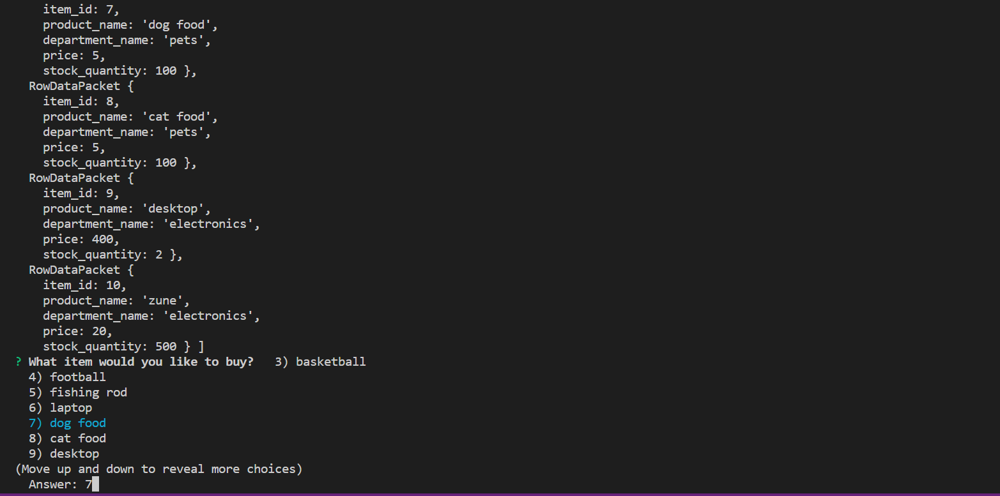 item_id: 7,
product_name: 'dog food',
department_name: 'pets',
price: 5,
stock_quantity: 100 },
RowDataPacket {
item_id: 8,
product_name: 'cat food',
department_name: 'pets',
price: 5,
stock_quantity: 100 },
RowDataPacket {
item_id: 9,
product_name: 'desktop',
department_name: 'electronics',
price: 400,
stock_quantity: 2 },
RowDataPacket {
item_id: 10,
product_name: 'zune',
department_name: 'electronics',
price: 20,
stock_quantity: 500 } ]
? What item would you like to buy?   3) basketball
4) football
5) fishing rod
6) laptop
7) dog food
8) cat food
9) desktop
(Move up and down to reveal more choices)
Answer: 7